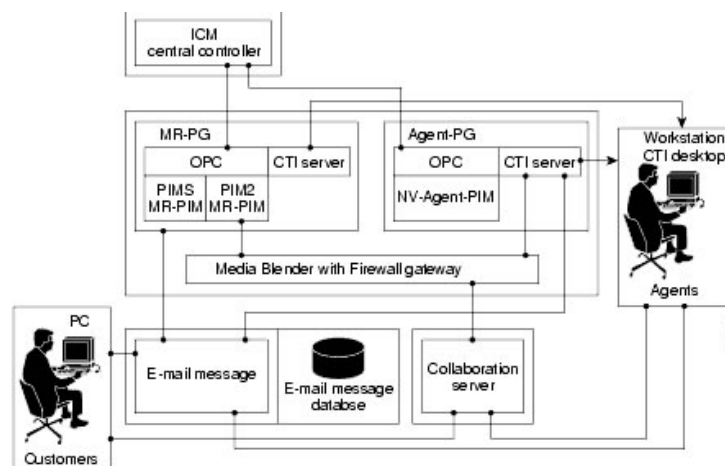 ICM
central controller
MR-PG
Agent-PG
OPC
CTI server
OPC
CTI server
PIMS
MR-PIM
PIM2
MR-PIM
NV-Agent-PIM
Workstation
CTI desktop
Agents
Media Blender with Firewall gateway
PC
Customers
E-mail message
E-mail message
databse
Collaboration
server